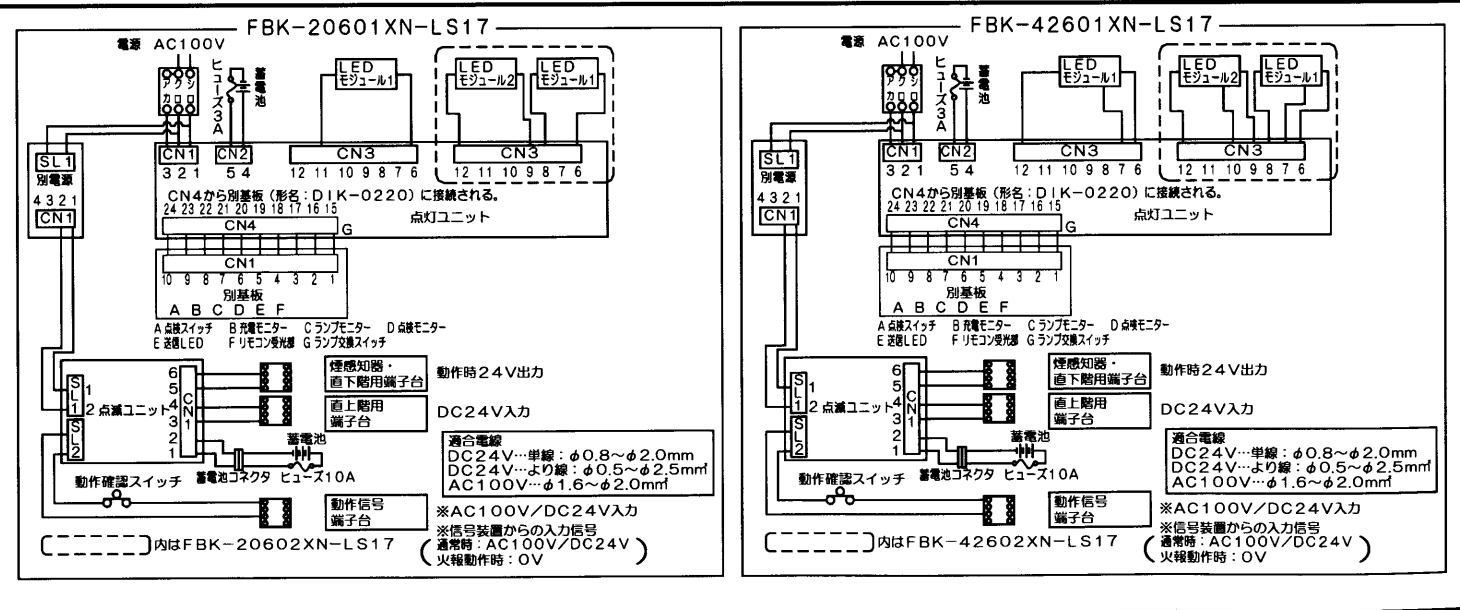 FBK-20601XN-LS17
電源 AC100V
アカ
クロ
シロ
ヒューズ3A
蓄電池
LED
モジュール1
LED
モジュール2
LED
モジュール1
SL1
別電源
4 3 2 1
CN1
CN1
3 2 1
CN2
5 4
CN3
12 11 10 9 8 7 6
CN3
12 11 10 9 8 7 6
CN4から別基板(形名:DIK-0220)に接続される。
24 23 22 21 20 19 18 17 16 15
CN4
G
点灯ユニット
CN1
10 9 8 7 6 5 4 3 2 1
別基板
A B C D E F
A 点検スイッチ B 充電モニター C ランプモニター D 点検モニター
E 送信LED F リモコン受光部 G ランプ交換スイッチ
SL1
1
2
点滅ユニット
SL2
6
5
4
3
2
1
CN1
煙感知器・
直下階用端子台
動作時24V出力
直上階用
端子台
DC24V入力
蓄電池
蓄電池コネクタ ヒューズ10A
適合電線
DC24V…単線:φ0.8~φ2.0mm
DC24V…より線:φ0.5~φ2.5mm²
AC100V…φ1.6~φ2.0mm²
動作確認スイッチ
動作信号
端子台
※AC100V/DC24V入力
※信号装置からの入力信号
(通常時:AC100V/DC24V
火報動作時:0V)
内はFBK-20602XN-LS17
FBK-42601XN-LS17
電源 AC100V
アカ
クロ
シロ
ヒューズ3A
蓄電池
LED
モジュール1
LED
モジュール2
LED
モジュール1
SL1
別電源
4 3 2 1
CN1
CN1
3 2 1
CN2
5 4
CN3
12 11 10 9 8 7 6
CN3
12 11 10 9 8 7 6
CN4から別基板(形名:DIK-0220)に接続される。
24 23 22 21 20 19 18 17 16 15
CN4
G
点灯ユニット
CN1
10 9 8 7 6 5 4 3 2 1
別基板
A B C D E F
A 点検スイッチ B 充電モニター C ランプモニター D 点検モニター
E 送信LED F リモコン受光部 G ランプ交換スイッチ
SL1
1
2
点滅ユニット
SL2
6
5
4
3
2
1
CN1
煙感知器・
直下階用端子台
動作時24V出力
直上階用
端子台
DC24V入力
蓄電池
蓄電池コネクタ ヒューズ10A
適合電線
DC24V…単線:φ0.8~φ2.0mm
DC24V…より線:φ0.5~φ2.5mm²
AC100V…φ1.6~φ2.0mm²
動作確認スイッチ
動作信号
端子台
※AC100V/DC24V入力
※信号装置からの入力信号
(通常時:AC100V/DC24V
火報動作時:0V)
内はFBK-42602XN-LS17